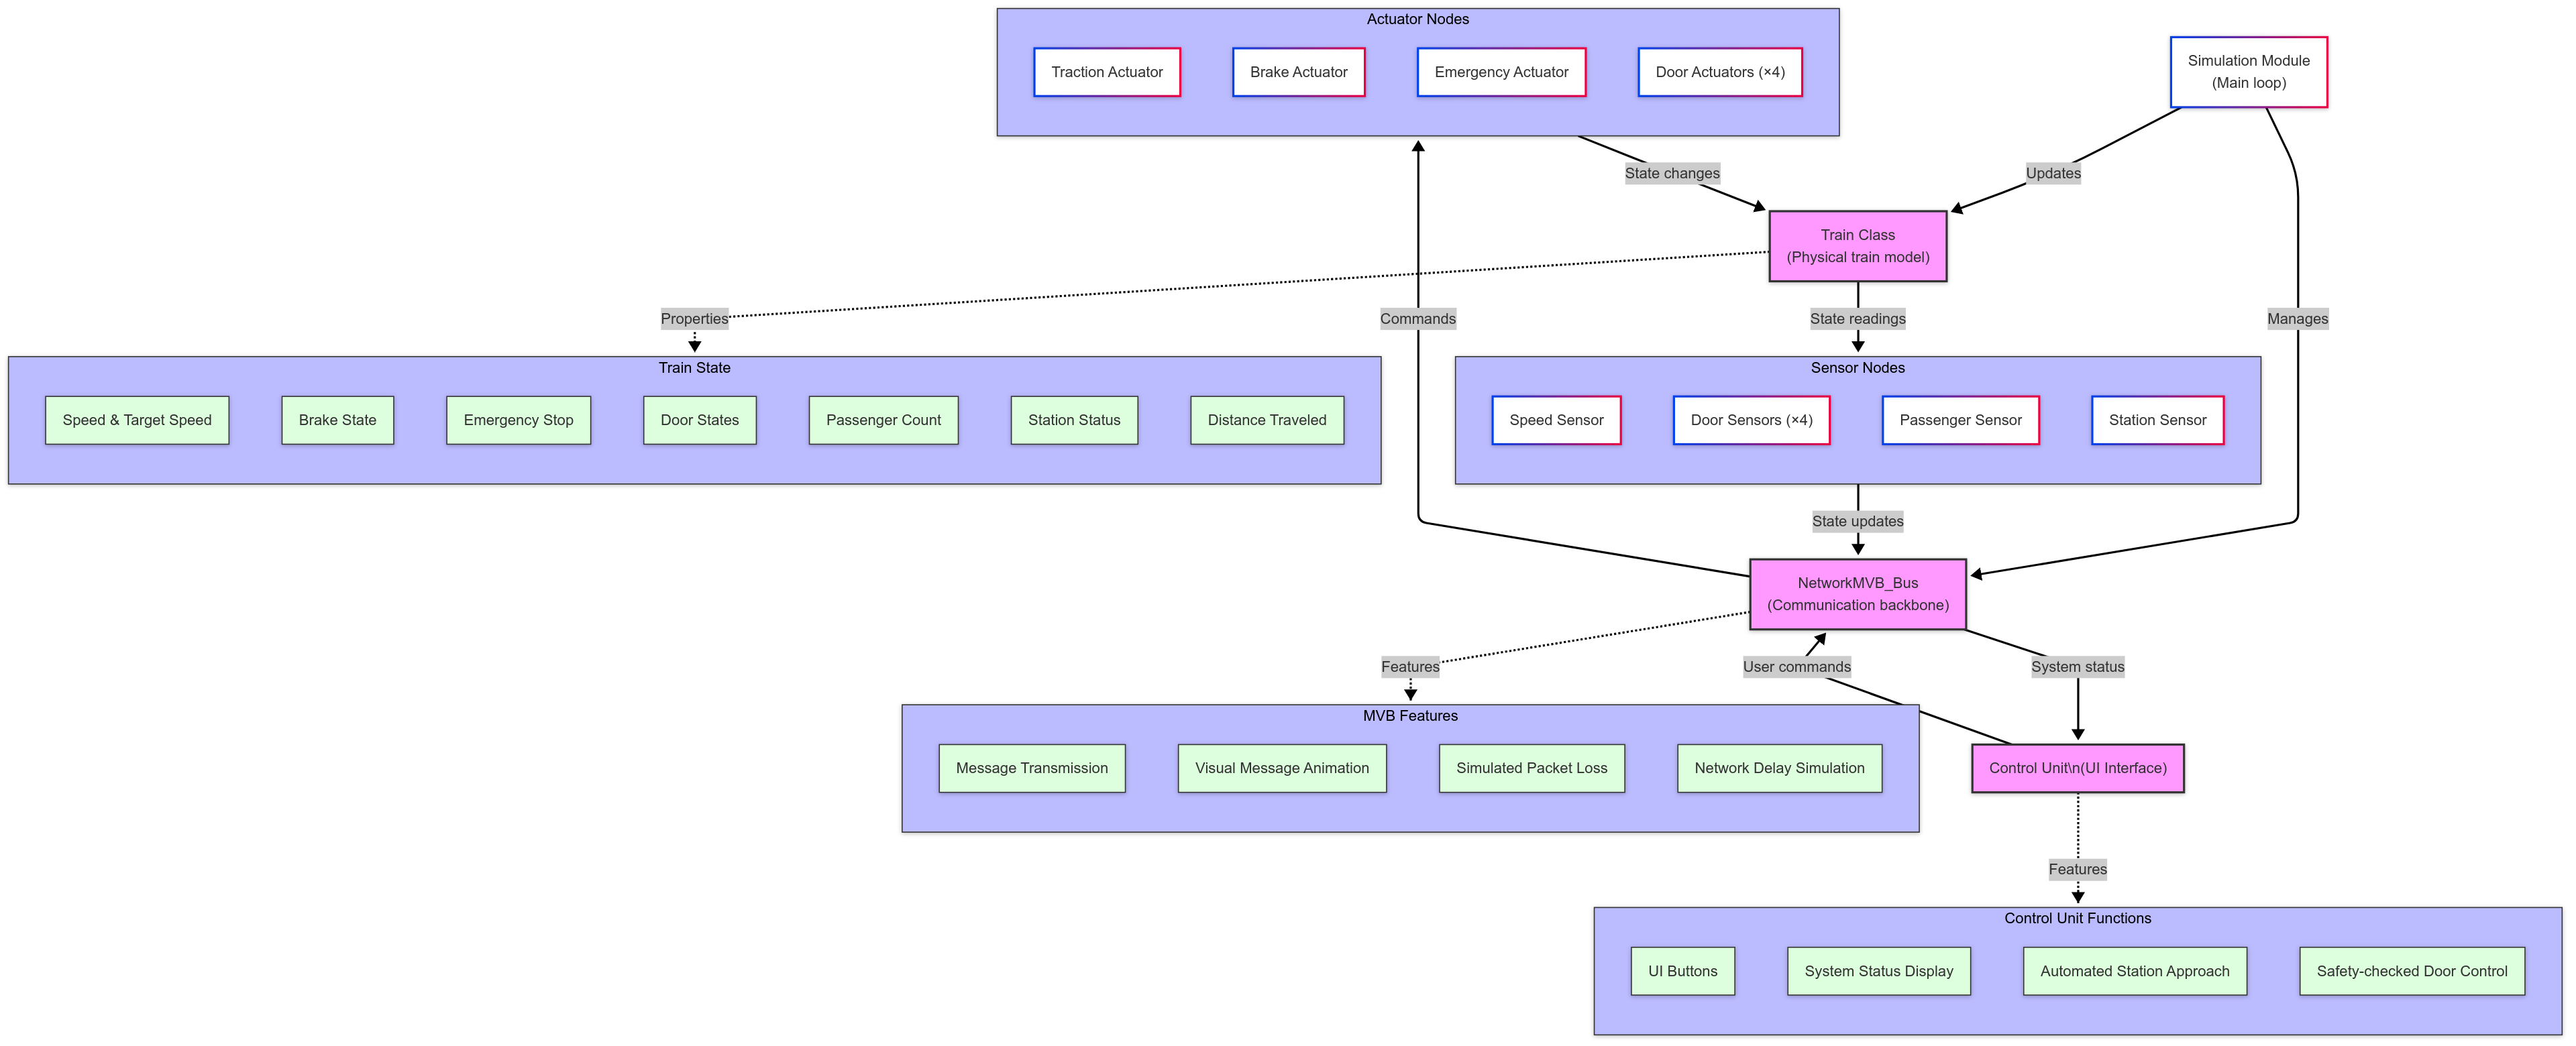 Actuator Nodes
Traction Actuator
Brake Actuator
Emergency Actuator
Door Actuators (×4)
Simulation Module
(Main loop)
State changes
Updates
Train Class
(Physical train model)
Properties
Commands
State readings
Manages
Train State
Speed & Target Speed
Brake State
Emergency Stop
Door States
Passenger Count
Station Status
Distance Traveled
Sensor Nodes
Speed Sensor
Door Sensors (×4)
Passenger Sensor
Station Sensor
State updates
NetworkMVB_Bus
(Communication backbone)
Features
User commands
System status
MVB Features
Message Transmission
Visual Message Animation
Simulated Packet Loss
Network Delay Simulation
Control Unit\n(UI Interface)
Features
Control Unit Functions
UI Buttons
System Status Display
Automated Station Approach
Safety-checked Door Control